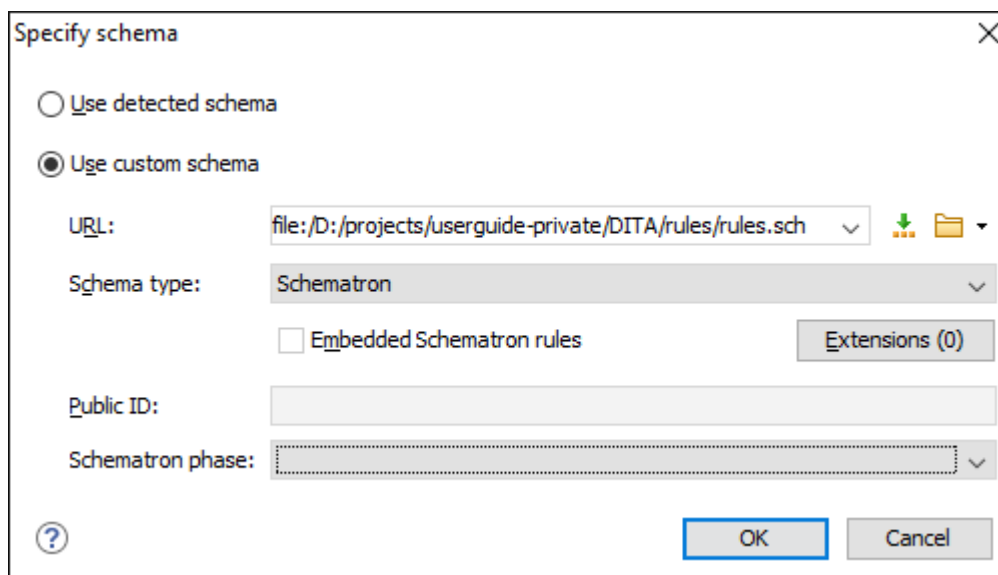 Specify schema
Use detected schema
Use custom schema
URL: file:/D:/projects/userguide-private/DITA/rules/rules.sch
Schema type: Schematron
Embedded Schematron rules Extensions (0)
Public ID:
Schematron phase:
? OK Cancel